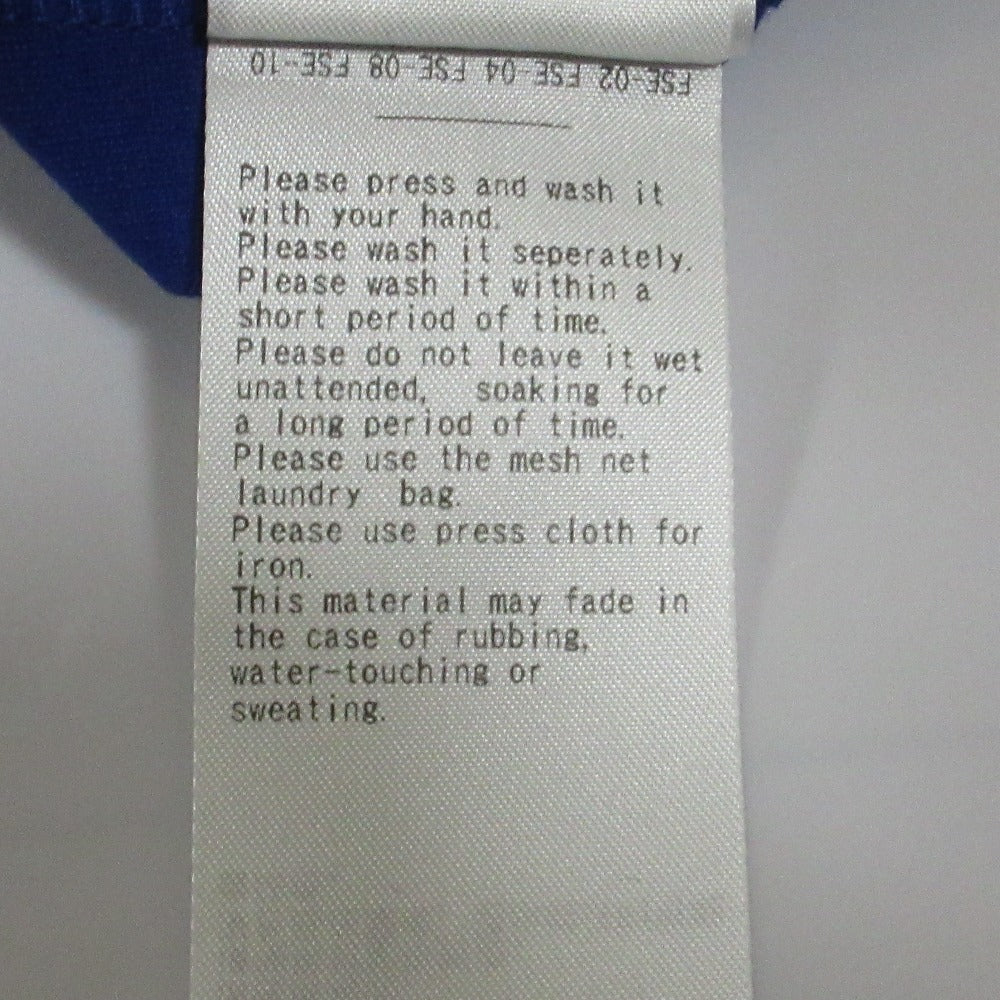 FSE-02 FSE-04 FSE-08 FSE-10
Please press and wash it
with your hand.
Please wash it seperately.
Please wash it within a
short period of time.
Please do not leave it wet
unattended, soaking for
a long period of time.
Please use the mesh net
laundry bag.
Please use press cloth for
iron.
This material may fade in
the case of rubbing,
water-touching or
sweating.